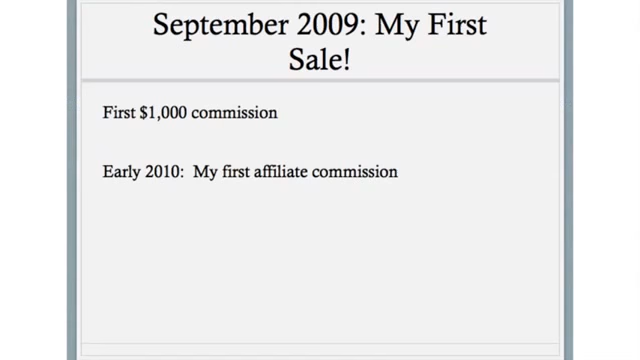 September 2009: My First
Sale!
First $1,000 commission
Early 2010: My first affiliate commission